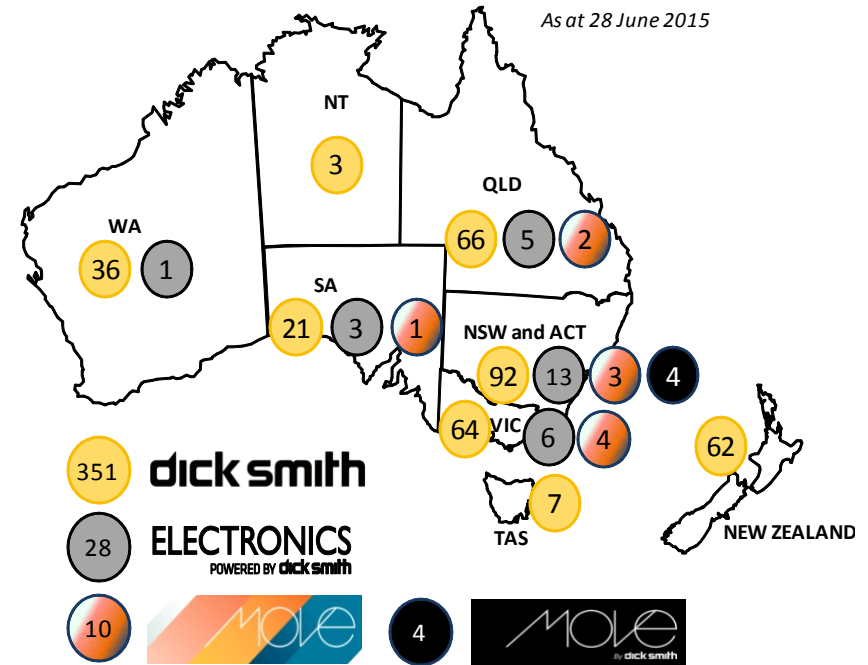 As at 28 June 2015
NT
3
QLD
66 5 2
WA
36 1
SA
21 3 1
NSW and ACT
92 13 3 4
64 VIC 6 4
62
7
TAS
NEW ZEALAND
351 dick smith
28 ELECTRONICS
POWERED BY dick smith
10 MOVE 4 MOVE
By dick smith